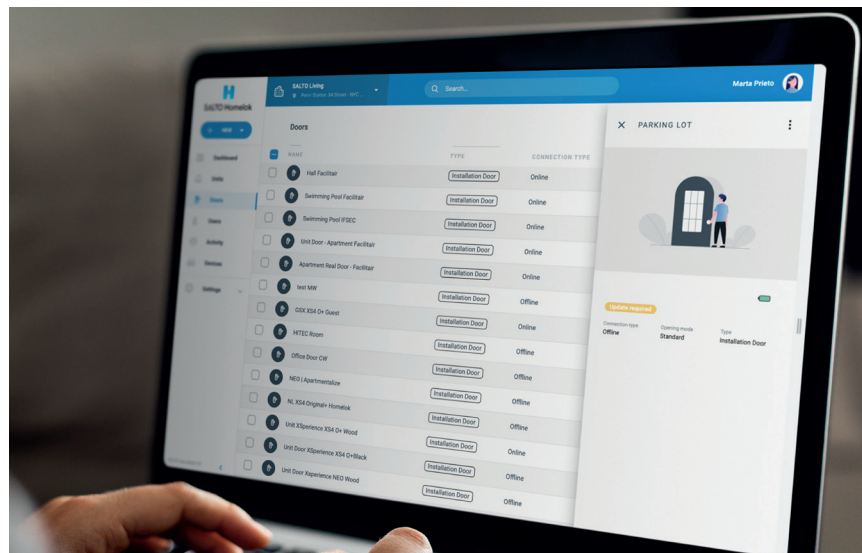 SALTO Homelok
SALTO Living
Penn Station 34 Street - NYC ...
Search...
Marta Prieto
+ NEW
Dashboard
Units
Doors
Users
Activity
Devices
Settings
Doors
NAME TYPE CONNECTION TYPE
Hall Facilitair Installation Door Online
Swimming Pool Facilitair Installation Door Online
Swimming Pool IFSEC Installation Door Online
Unit Door - Apartment Facilitair Installation Door Online
Apartment Real Door - Facilitair Installation Door Online
test MW Installation Door Offline
GSX XS4 O+ Guest Installation Door Online
HITEC Room Installation Door Offline
Office Door CW Installation Door Offline
NEO | Apartmentalize Installation Door Offline
NL XS4 Original+ Homelok Installation Door Offline
Unit XSperience XS4 O+ Wood Installation Door Online
Unit Door XSperience XS4 O+Black Installation Door Offline
Unit Door Xsperience NEO Wood Installation Door Offline
PARKING LOT
Update required
Connection type Opening mode Type
Offline Standard Installation Door